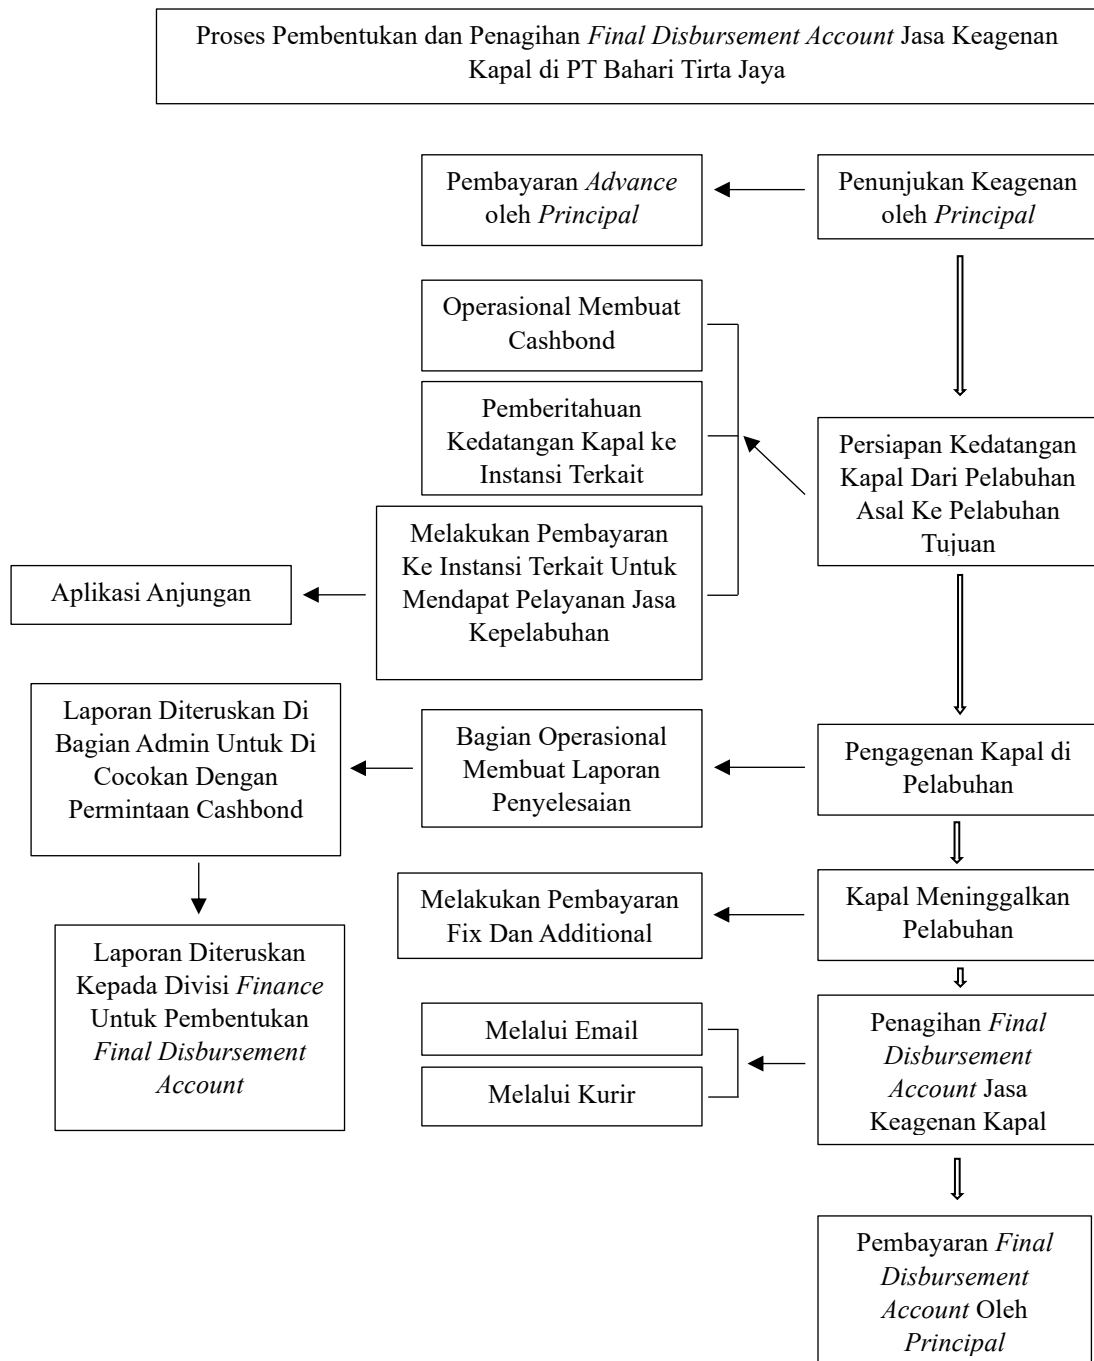 Proses Pembentukan dan Penagihan Final Disbursement Account Jasa Keagenan
Kapal di PT Bahari Tirta Jaya
Pembayaran Advance
oleh Principal
Penunjukan Keagenan
oleh Principal
Operasional Membuat
Cashbond
Pemberitahuan
Kedatangan Kapal ke
Instansi Terkait
Persiapan Kedatangan
Kapal Dari Pelabuhan
Asal Ke Pelabuhan
Tujuan
Melakukan Pembayaran
Ke Instansi Terkait Untuk
Mendapat Pelayanan Jasa
Kepelabuhan
Aplikasi Anjungan
Laporan Diteruskan Di
Bagian Admin Untuk Di
Cocokan Dengan
Permintaan Cashbond
Bagian Operasional
Membuat Laporan
Penyelesaian
Pengagenan Kapal di
Pelabuhan
Melakukan Pembayaran
Fix Dan Additional
Kapal Meninggalkan
Pelabuhan
Laporan Diteruskan
Kepada Divisi Finance
Untuk Pembentukan
Final Disbursement
Account
Melalui Email
Melalui Kurir
Penagihan Final
Disbursement
Account Jasa
Keagenan Kapal
Pembayaran Final
Disbursement
Account Oleh
Principal